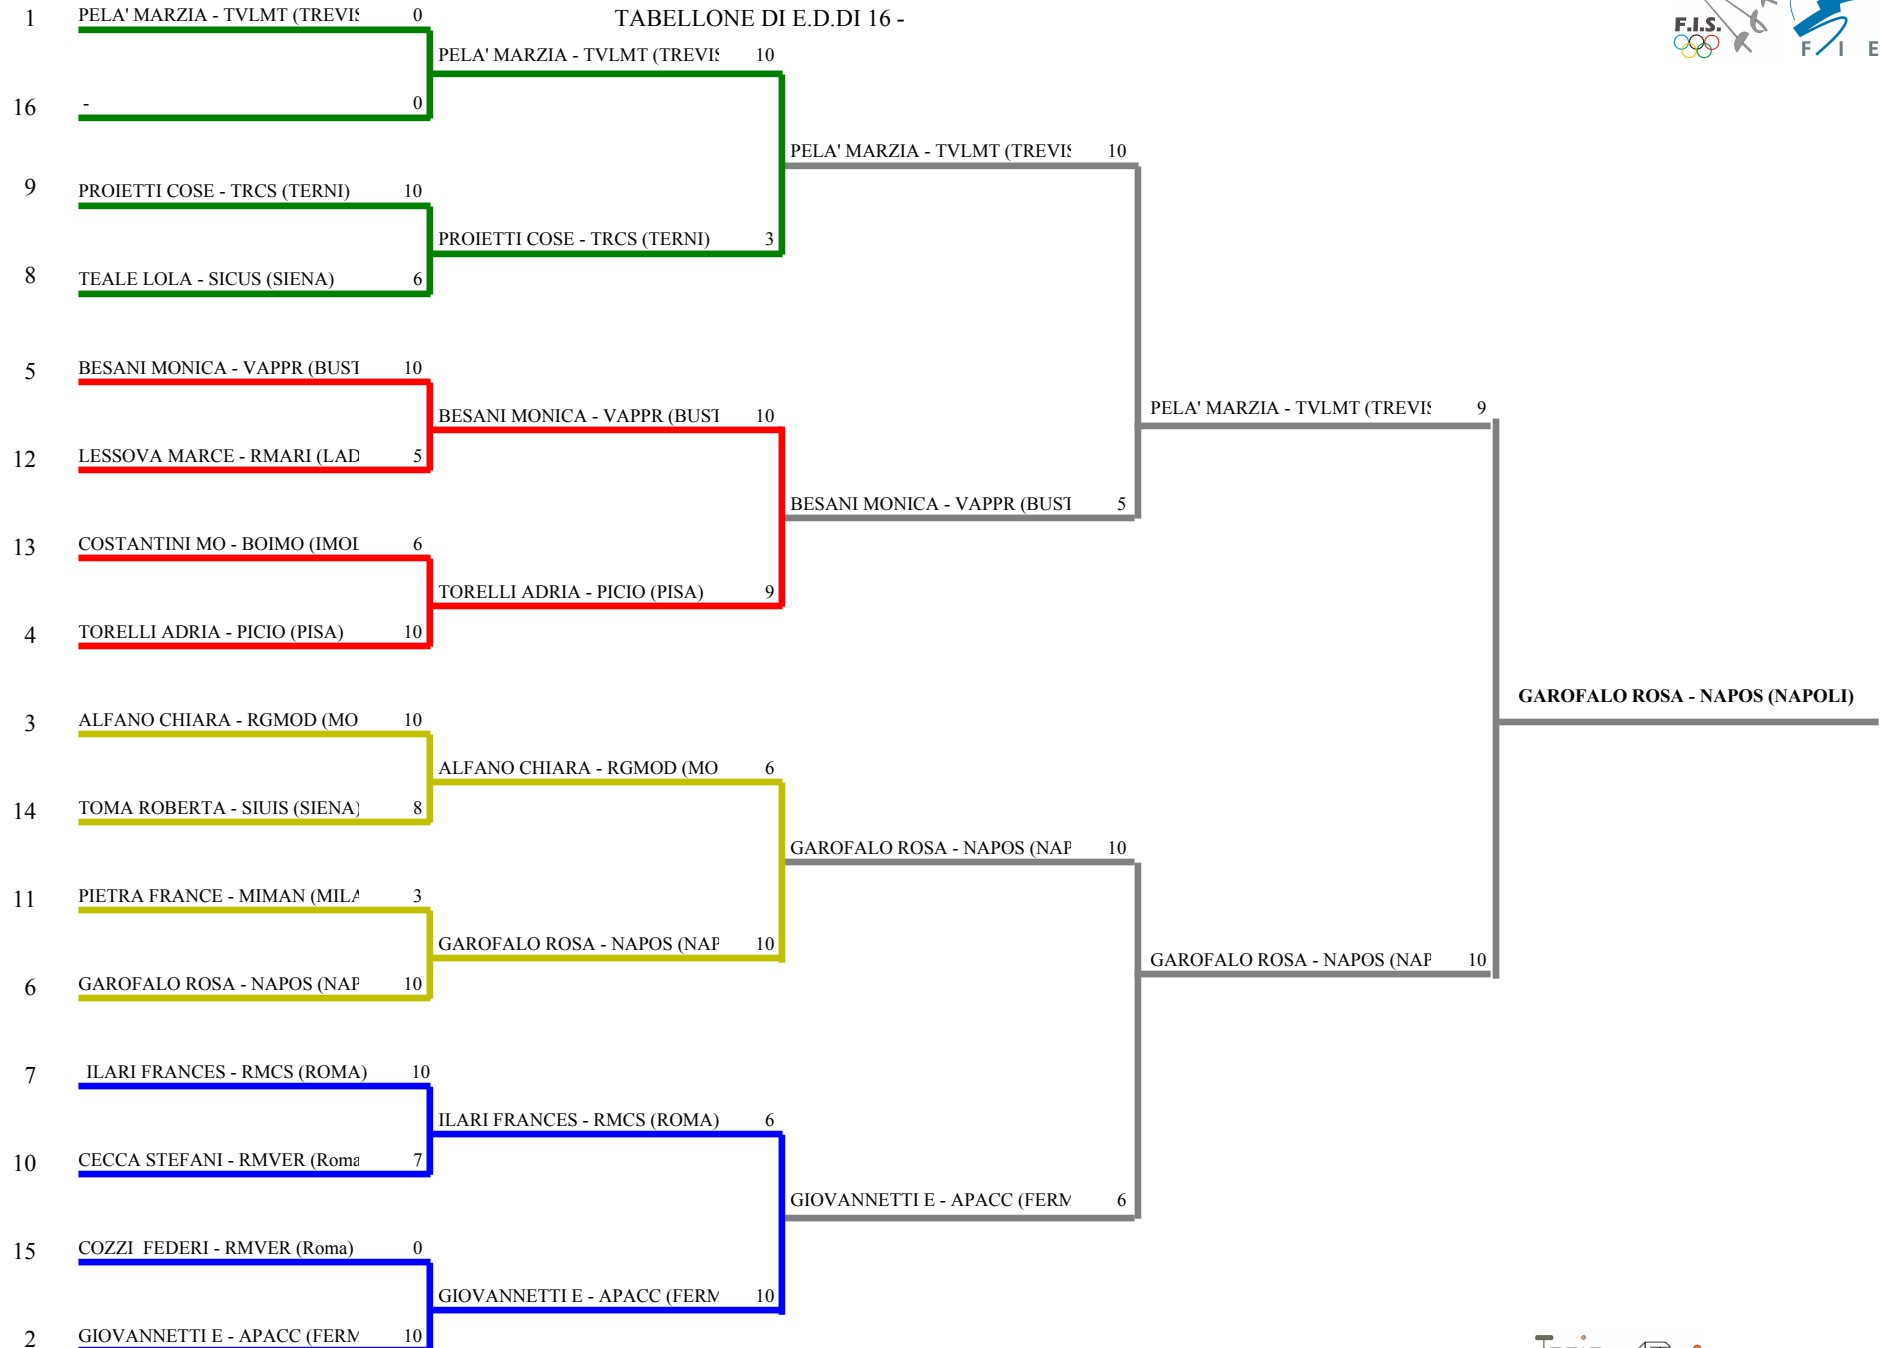 TABELLONE DI E.D.DI 16 -
F.I.S.
F I E
1 PELA' MARZIA - TVLMT (TREVIS 0
PELA' MARZIA - TVLMT (TREVIS 10
16 - 0
PELA' MARZIA - TVLMT (TREVIS 10
9 PROIETTI COSE - TRCS (TERNI) 10
PROIETTI COSE - TRCS (TERNI) 3
8 TEALE LOLA - SICUS (SIENA) 6
5 BESANI MONICA - VAPPR (BUST 10
BESANI MONICA - VAPPR (BUST 10
PELA' MARZIA - TVLMT (TREVIS 9
12 LESSOVA MARCE - RMARI (LAD 5
BESANI MONICA - VAPPR (BUST 5
13 COSTANTINI MO - BOIMO (IMOL 6
TORELLI ADRIA - PICIO (PISA) 9
4 TORELLI ADRIA - PICIO (PISA) 10
GAROFALO ROSA - NAPOS (NAPOLI)
3 ALFANO CHIARA - RGMOD (MO 10
ALFANO CHIARA - RGMOD (MO 6
14 TOMA ROBERTA - SIUIS (SIENA) 8
GAROFALO ROSA - NAPOS (NAP 10
11 PIETRA FRANCE - MIMAN (MILA 3
GAROFALO ROSA - NAPOS (NAP 10
GAROFALO ROSA - NAPOS (NAP 10
6 GAROFALO ROSA - NAPOS (NAP 10
7 ILARI FRANCES - RMCS (ROMA) 10
ILARI FRANCES - RMCS (ROMA) 6
10 CECCA STEFANI - RMVER (Roma 7
GIOVANNETTI E - APACC (FERM 6
15 COZZI FEDERI - RMVER (Roma) 0
GIOVANNETTI E - APACC (FERM 10
2 GIOVANNETTI E - APACC (FERM 10